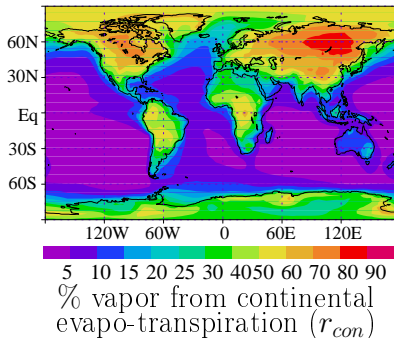 60N
30N
Eq
30S
60S
120W 60W 0 60E 120E
5 10 15 20 25 30 40 50 60 70 80 90
% vapor from continental
evapo-transpiration (r_con)